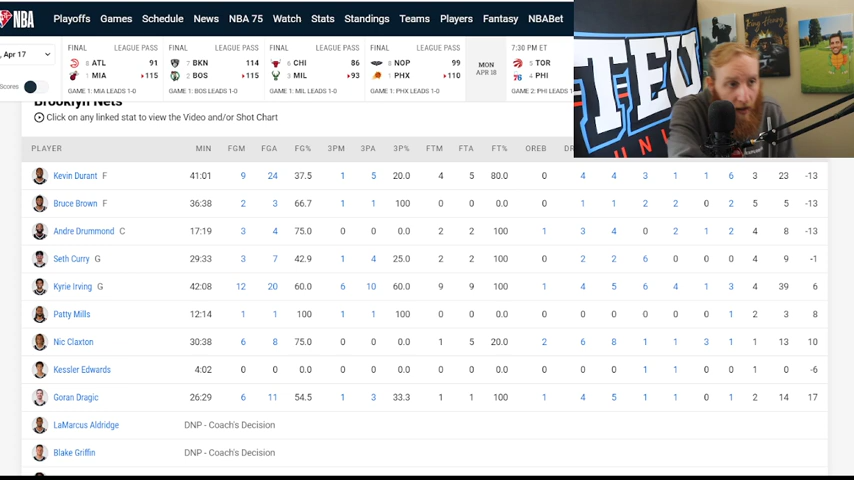 NBA Playoffs Games Schedule News NBA 75 Watch Stats Standings Teams Players Fantasy NBABet
, Apr 17
Scores
FINAL LEAGUE PASS
8 ATL 91
1 MIA 115
GAME 1: MIA LEADS 1-0
FINAL LEAGUE PASS
7 BKN 114
2 BOS 115
GAME 1: BOS LEADS 1-0
FINAL LEAGUE PASS
6 CHI 86
3 MIL 93
GAME 1: MIL LEADS 1-0
FINAL LEAGUE PASS
8 NOP 99
1 PHX 110
GAME 1: PHX LEADS 1-0
MON
APR 18
7:30 PM ET
5 TOR
4 PHI
GAME 2: PHI LEADS 1-0
TEU
UNI
Brooklyn Nets
Click on any linked stat to view the Video and/or Shot Chart
PLAYER MIN FGM FGA FG% 3PM 3PA 3P% FTM FTA FT% OREB
Kevin Durant F 41:01 9 24 37.5 1 5 20.0 4 5 80.0 0 4 4 3 1 1 6 3 23 -13
Bruce Brown F 36:38 2 3 66.7 1 1 100 0 0 0.0 0 1 1 2 2 0 2 5 5 -13
Andre Drummond C 17:19 3 4 75.0 0 0 0.0 2 2 100 1 3 4 0 2 1 2 4 8 -13
Seth Curry G 29:33 3 7 42.9 1 4 25.0 2 2 100 0 2 2 6 0 0 0 4 9 -1
Kyrie Irving G 42:08 12 20 60.0 6 10 60.0 9 9 100 1 4 5 6 4 1 3 4 39 6
Patty Mills 12:14 1 1 100 1 1 100 0 0 0.0 0 0 0 0 0 0 1 2 3 8
Nic Claxton 30:38 6 8 75.0 0 0 0.0 1 5 20.0 2 6 8 1 1 3 1 1 13 10
Kessler Edwards 4:02 0 0 0.0 0 0 0.0 0 0 0.0 0 0 0 1 1 0 0 1 0 -6
Goran Dragic 26:29 6 11 54.5 1 3 33.3 1 1 100 1 4 5 1 1 0 1 2 14 17
LaMarcus Aldridge DNP - Coach's Decision
Blake Griffin DNP - Coach's Decision